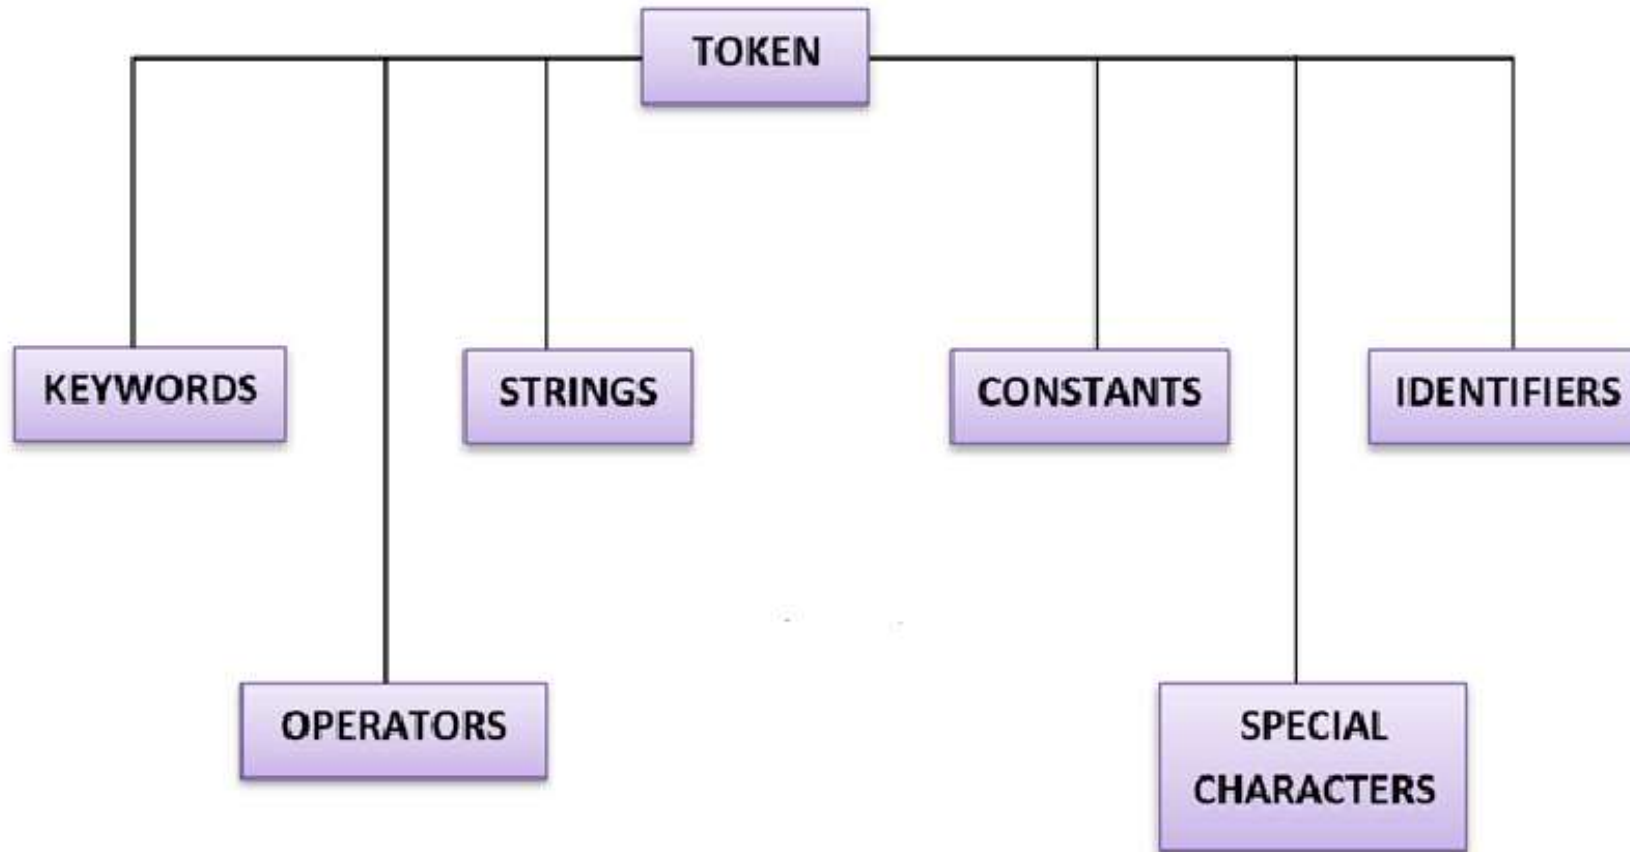 TOKEN
KEYWORDS
STRINGS
CONSTANTS
IDENTIFIERS
OPERATORS
SPECIAL
CHARACTERS